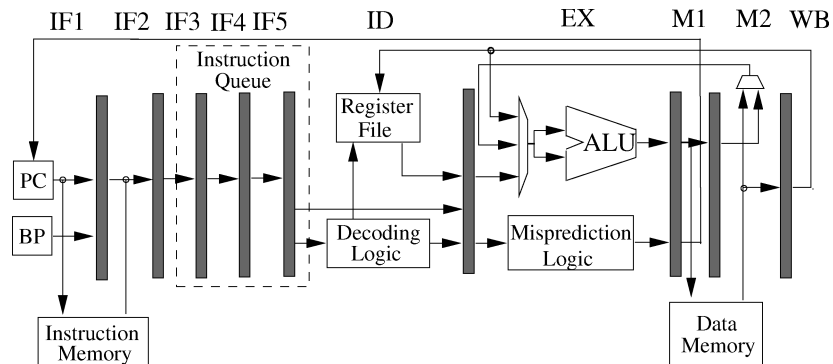 IF1 IF2 IF3 IF4 IF5 ID EX M1 M2 WB
Instruction
Queue
Register
File
ALU
PC
BP
Decoding
Logic
Misprediction
Logic
Instruction
Memory
Data
Memory